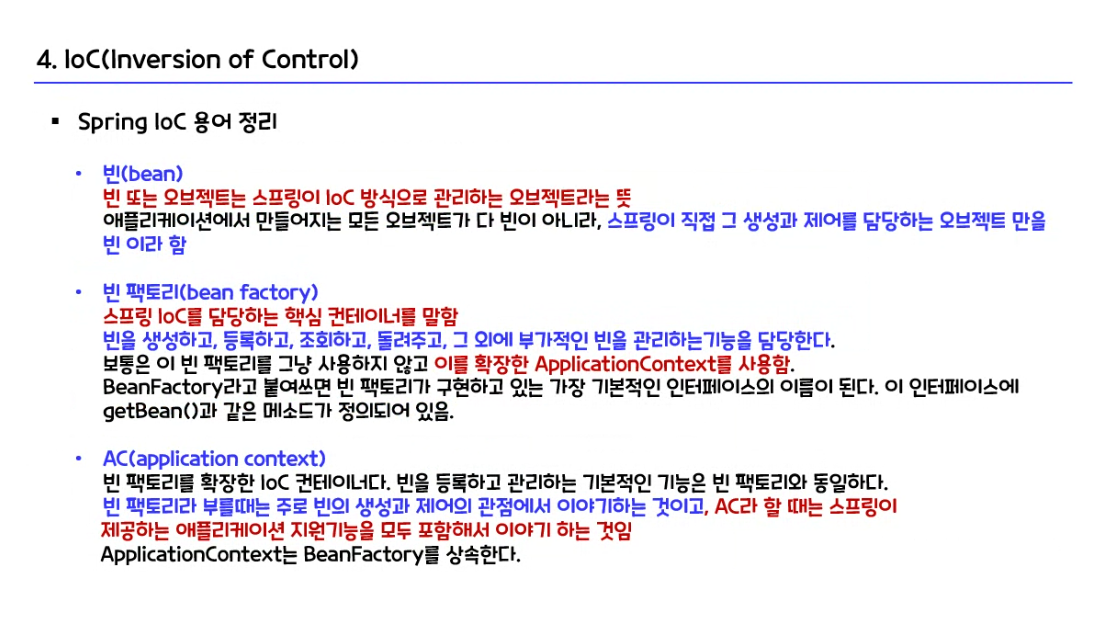 4. IoC(Inversion of Control)
▪ Spring IoC 용어 정리
• 빈(bean)
빈 또는 오브젝트는 스프링이 IoC 방식으로 관리하는 오브젝트라는 뜻
애플리케이션에서 만들어지는 모든 오브젝트가 다 빈이 아니라, 스프링이 직접 그 생성과 제어를 담당하는 오브젝트 만을
빈 이라 함
• 빈 팩토리(bean factory)
스프링 IoC를 담당하는 핵심 컨테이너를 말함
빈을 생성하고, 등록하고, 조회하고, 돌려주고, 그 외에 부가적인 빈을 관리하는기능을 담당한다.
보통은 이 빈 팩토리를 그냥 사용하지 않고 이를 확장한 ApplicationContext를 사용함.
BeanFactory라고 붙여쓰면 빈 팩토리가 구현하고 있는 가장 기본적인 인터페이스의 이름이 된다. 이 인터페이스에
getBean()과 같은 메소드가 정의되어 있음.
• AC(application context)
빈 팩토리를 확장한 IoC 컨테이너다. 빈을 등록하고 관리하는 기본적인 기능은 빈 팩토리와 동일하다.
빈 팩토리라 부를때는 주로 빈의 생성과 제어의 관점에서 이야기하는 것이고, AC라 할 때는 스프링이
제공하는 애플리케이션 지원기능을 모두 포함해서 이야기 하는 것임
ApplicationContext는 BeanFactory를 상속한다.